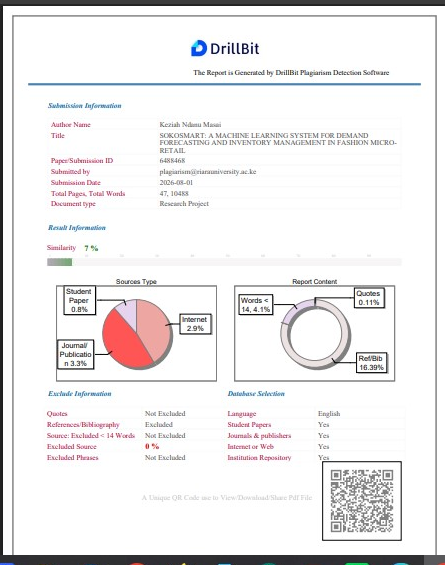 DrillBit
The Report is Generated by DrillBit Plagiarism Detection Software
Submission Information
Author Name Keziah Ndanu Masai
Title SOKOSMART: A MACHINE LEARNING SYSTEM FOR DEMAND
FORECASTING AND INVENTORY MANAGEMENT IN FASHION MICRO-
RETAIL
Paper/Submission ID 6488468
Submitted by
Submission Date 2026-08-01
Total Pages, Total Words 47, 10488
Document type Research Project
Result Information
Similarity 7 %
Sources Type
Student
Paper
0.8%
Internet
2.9%
Journal/
Publicatio
n 3.3%
Report Content
Words <
14, 4.1%
Quotes
0.11%
Ref/Bib
16.39%
Exclude Information
Quotes Not Excluded
References/Bibliography Excluded
Source: Excluded < 14 Words Not Excluded
Excluded Source 0 %
Excluded Phrases Not Excluded
Database Selection
Language English
Student Papers Yes
Journals & publishers Yes
Internet or Web Yes
Institution Repository Yes
A Unique QR Code use to View/Download/Share Pdf File